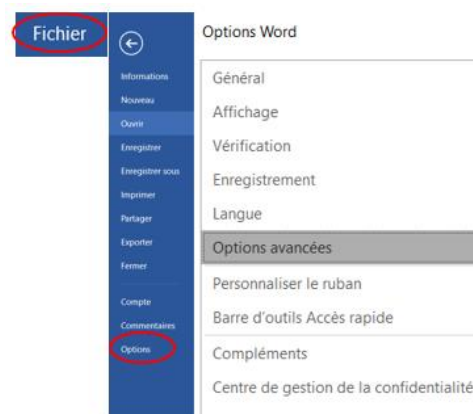 Fichier
Informations
Nouveau
Ouvrir
Enregistrer
Enregistrer sous
Imprimer
Partager
Exporter
Fermer
Compte
Commentaires
Options
Options Word
Général
Affichage
Vérification
Enregistrement
Langue
Options avancées
Personnaliser le ruban
Barre d'outils Accès rapide
Compléments
Centre de gestion de la confidentialité